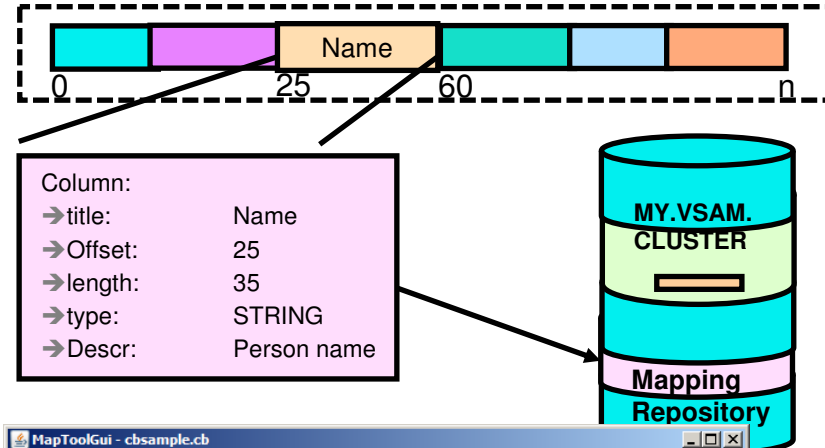 Name
0 25 60 n
Column:
➔title: Name
➔Offset: 25
➔length: 35
➔type: STRING
➔Descr: Person name
MY.VSAM.
CLUSTER
Mapping
Repository
MapToolGui - cbsample.cb